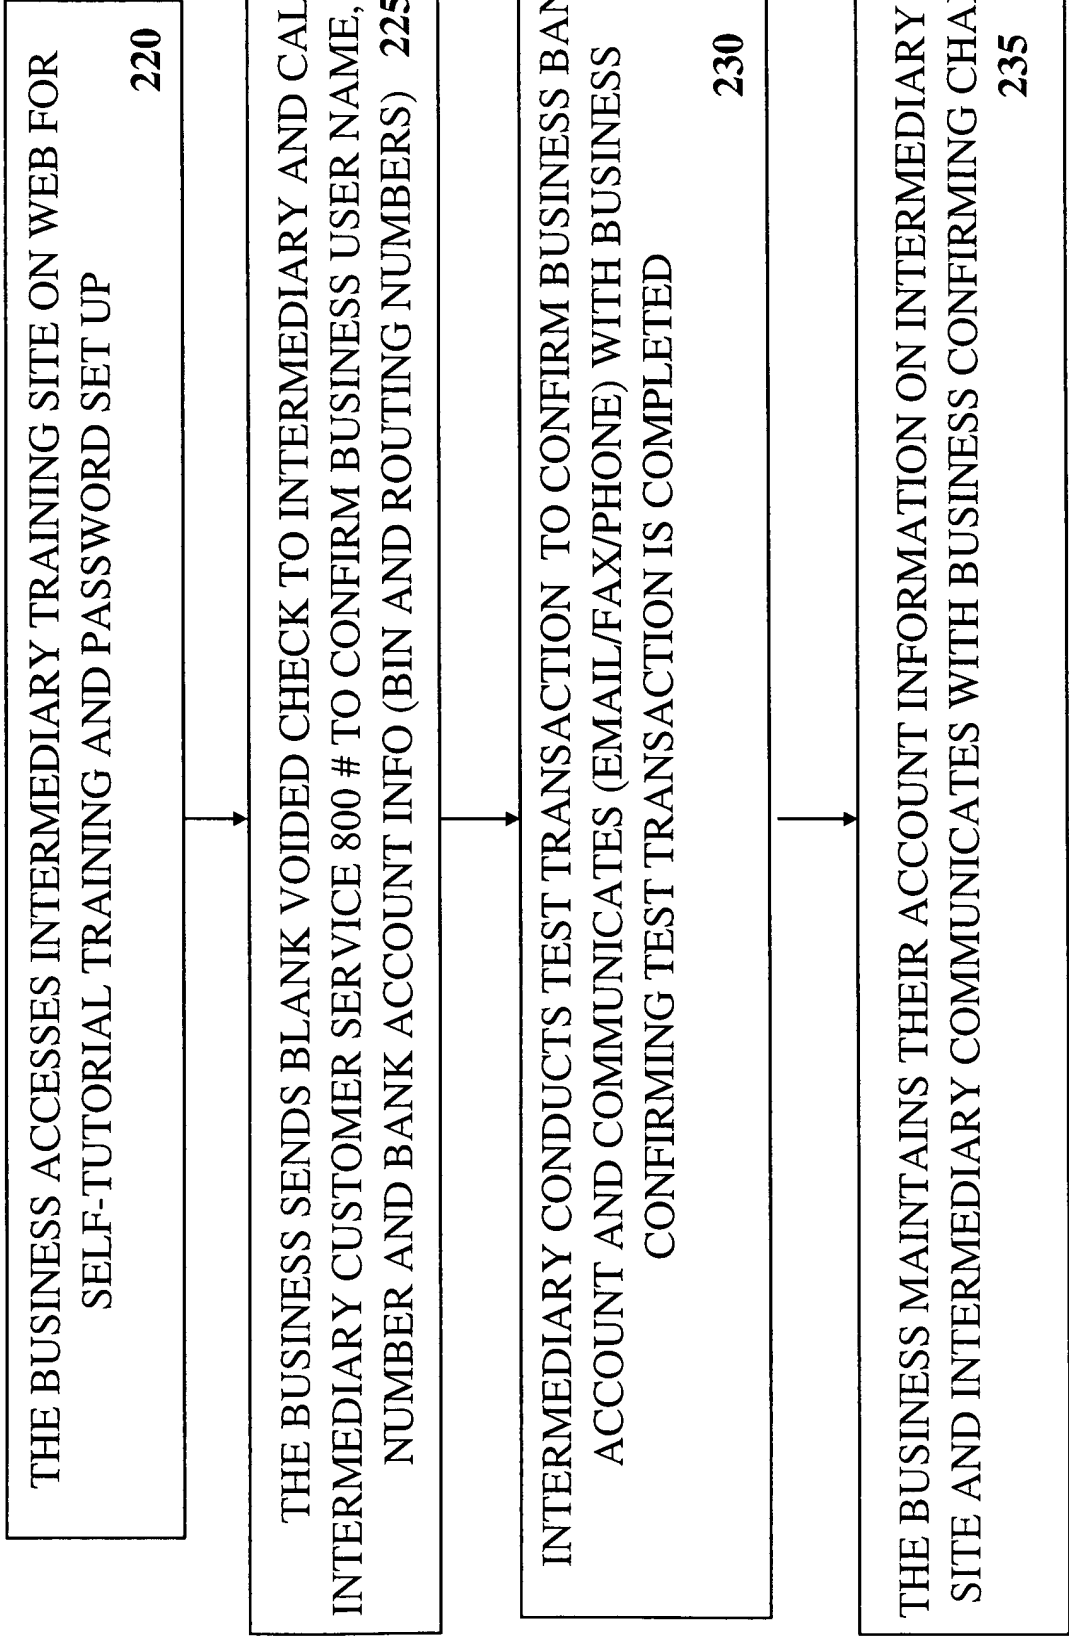 THE BUSINESS ACCESSES INTERMEDIARY TRAINING SITE ON WEB FOR
SELF-TUTORIAL TRAINING AND PASSWORD SET UP
220
THE BUSINESS SENDS BLANK VOIDED CHECK TO INTERMEDIARY AND CAL
INTERMEDIARY CUSTOMER SERVICE 800 # TO CONFIRM BUSINESS USER NAME,
NUMBER AND BANK ACCOUNT INFO (BIN AND ROUTING NUMBERS) 225
INTERMEDIARY CONDUCTS TEST TRANSACTION TO CONFIRM BUSINESS BAN
ACCOUNT AND COMMUNICATES (EMAIL/FAX/PHONE) WITH BUSINESS
CONFIRMING TEST TRANSACTION IS COMPLETED
230
THE BUSINESS MAINTAINS THEIR ACCOUNT INFORMATION ON INTERMEDIARY
SITE AND INTERMEDIARY COMMUNICATES WITH BUSINESS CONFIRMING CHA
235